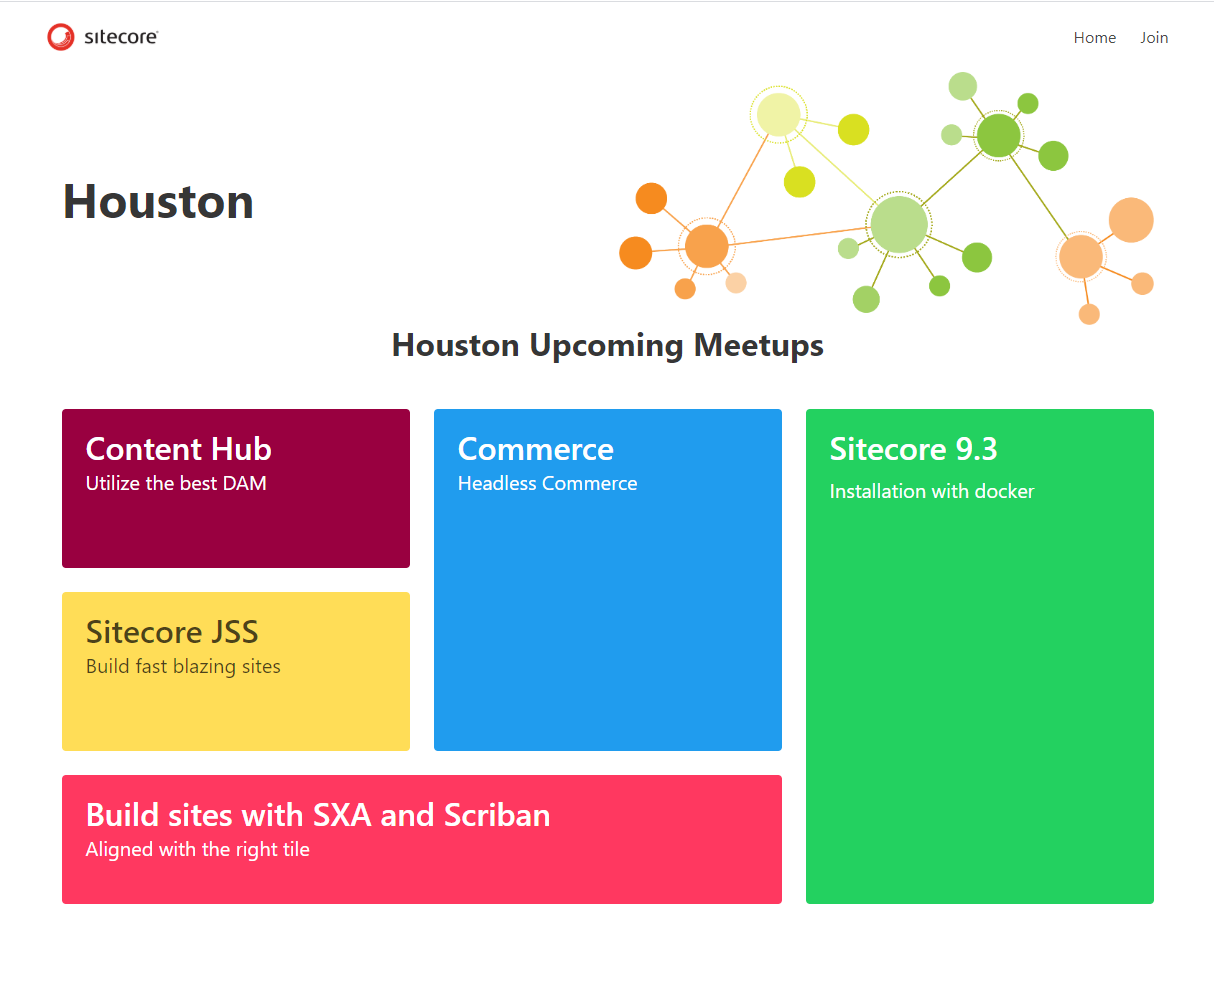 sitecore
Home Join
Houston
Houston Upcoming Meetups
Content Hub
Utilize the best DAM
Commerce
Headless Commerce
Sitecore 9.3
Installation with docker
Sitecore JSS
Build fast blazing sites
Build sites with SXA and Scriban
Aligned with the right tile